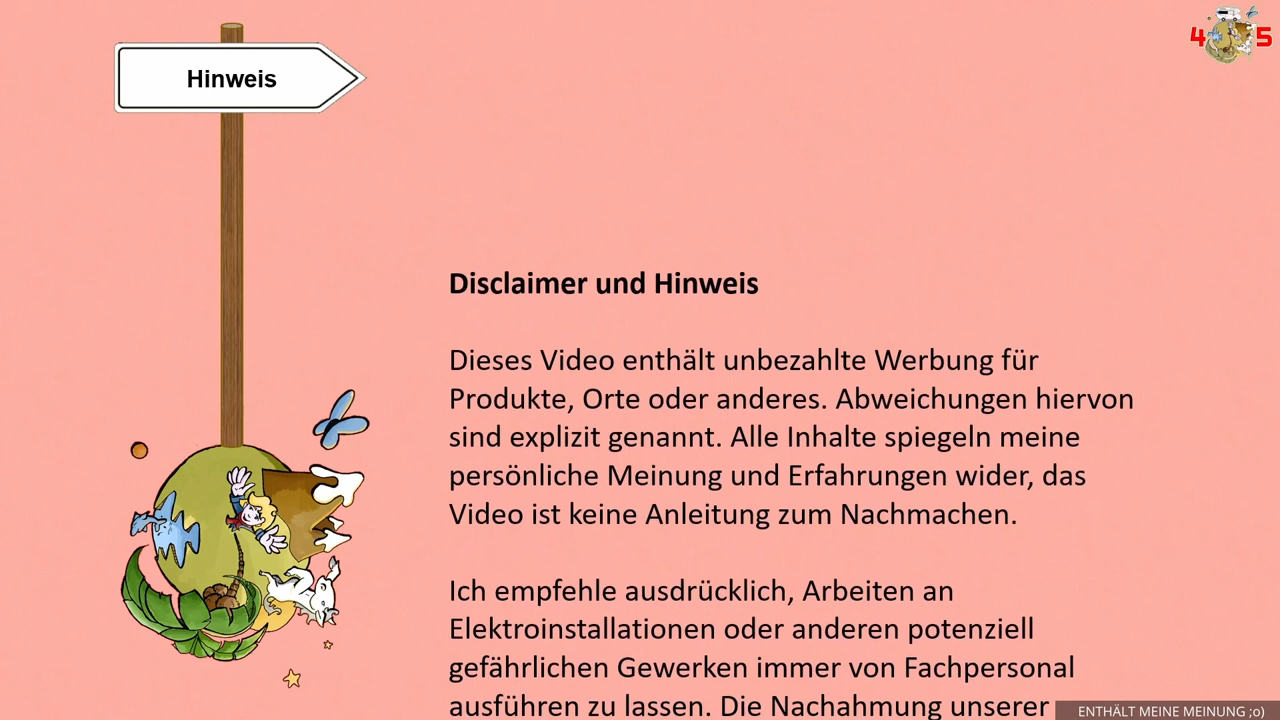 Hinweis
4 5
Disclaimer und Hinweis
Dieses Video enthält unbezahlte Werbung für
Produkte, Orte oder anderes. Abweichungen hiervon
sind explizit genannt. Alle Inhalte spiegeln meine
persönliche Meinung und Erfahrungen wider, das
Video ist keine Anleitung zum Nachmachen.
Ich empfehle ausdrücklich, Arbeiten an
Elektroinstallationen oder anderen potenziell
gefährlichen Gewerken immer von Fachpersonal
ausführen zu lassen. Die Nachahmung unserer
ENTHÄLT MEINE MEINUNG ;o)